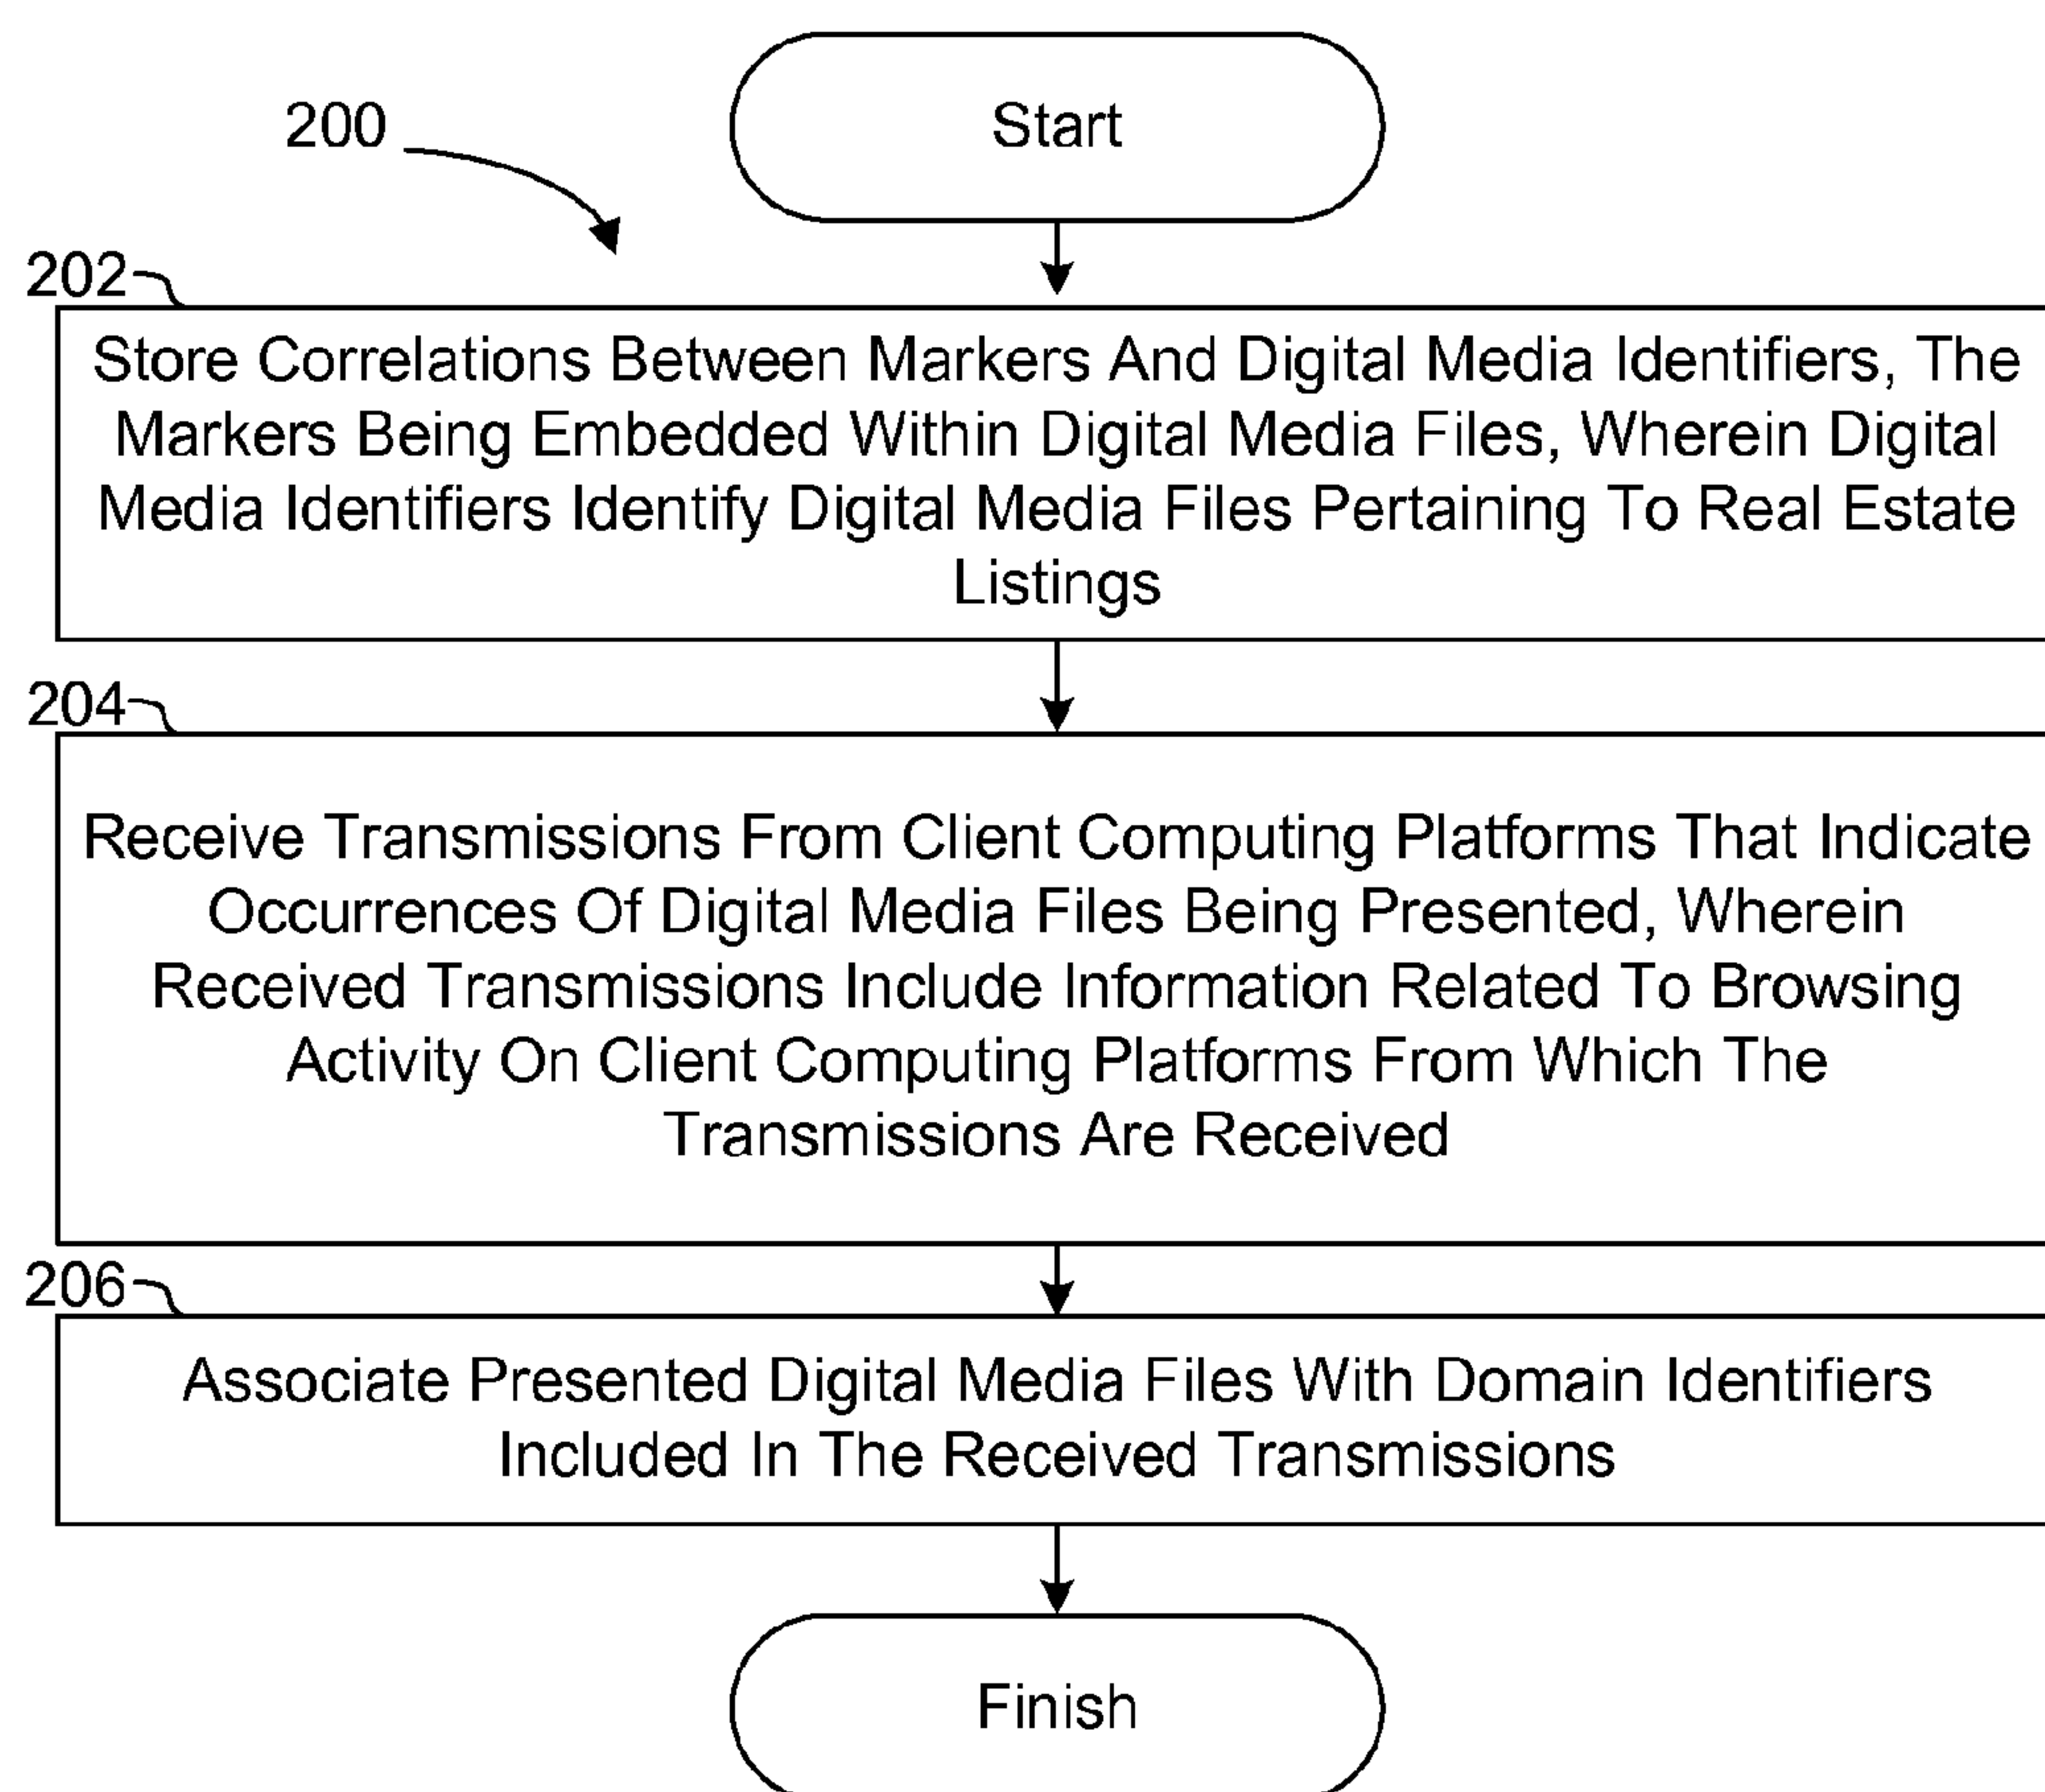 Start
200
202
Store Correlations Between Markers And Digital Media Identifiers, The
Markers Being Embedded Within Digital Media Files, Wherein Digital
Media Identifiers Identify Digital Media Files Pertaining To Real Estate
Listings
204
Receive Transmissions From Client Computing Platforms That Indicate
Occurrences Of Digital Media Files Being Presented, Wherein
Received Transmissions Include Information Related To Browsing
Activity On Client Computing Platforms From Which The
Transmissions Are Received
206
Associate Presented Digital Media Files With Domain Identifiers
Included In The Received Transmissions
Finish